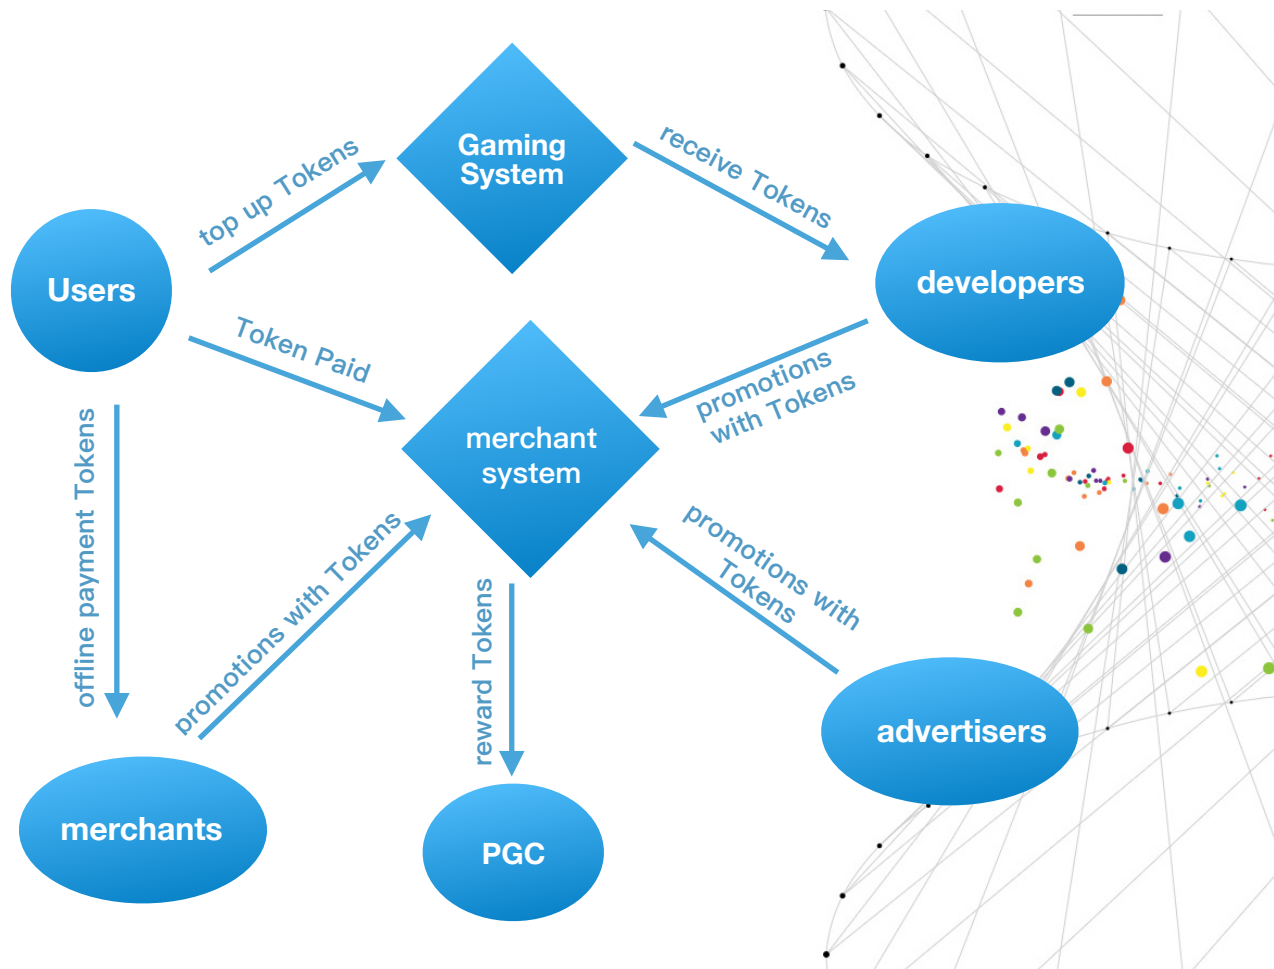 Gaming
System
top up Tokens
receive Tokens
Users
developers
Token Paid
promotions
with Tokens
merchant
system
offline payment Tokens
promotions with Tokens
reward Tokens
promotions with
Tokens
advertisers
merchants
PGC